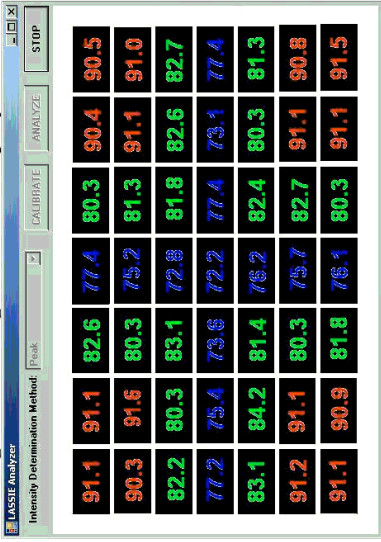 LASSIE Analyzer
Intensity Determination Method: Peak CALIBRATE ANALYZE STOP
91.1 91.1 82.6 77.4 80.3 90.4 90.5
90.3 91.6 80.3 75.2 81.3 91.1 91.0
82.2 80.3 83.1 72.8 81.8 82.6 82.7
77.2 75.4 73.6 72.2 77.4 73.1 77.4
83.1 84.2 81.4 76.2 82.4 80.3 81.3
91.2 91.1 80.3 75.7 82.7 91.1 90.8
91.1 90.9 81.8 76.1 80.3 91.1 91.5